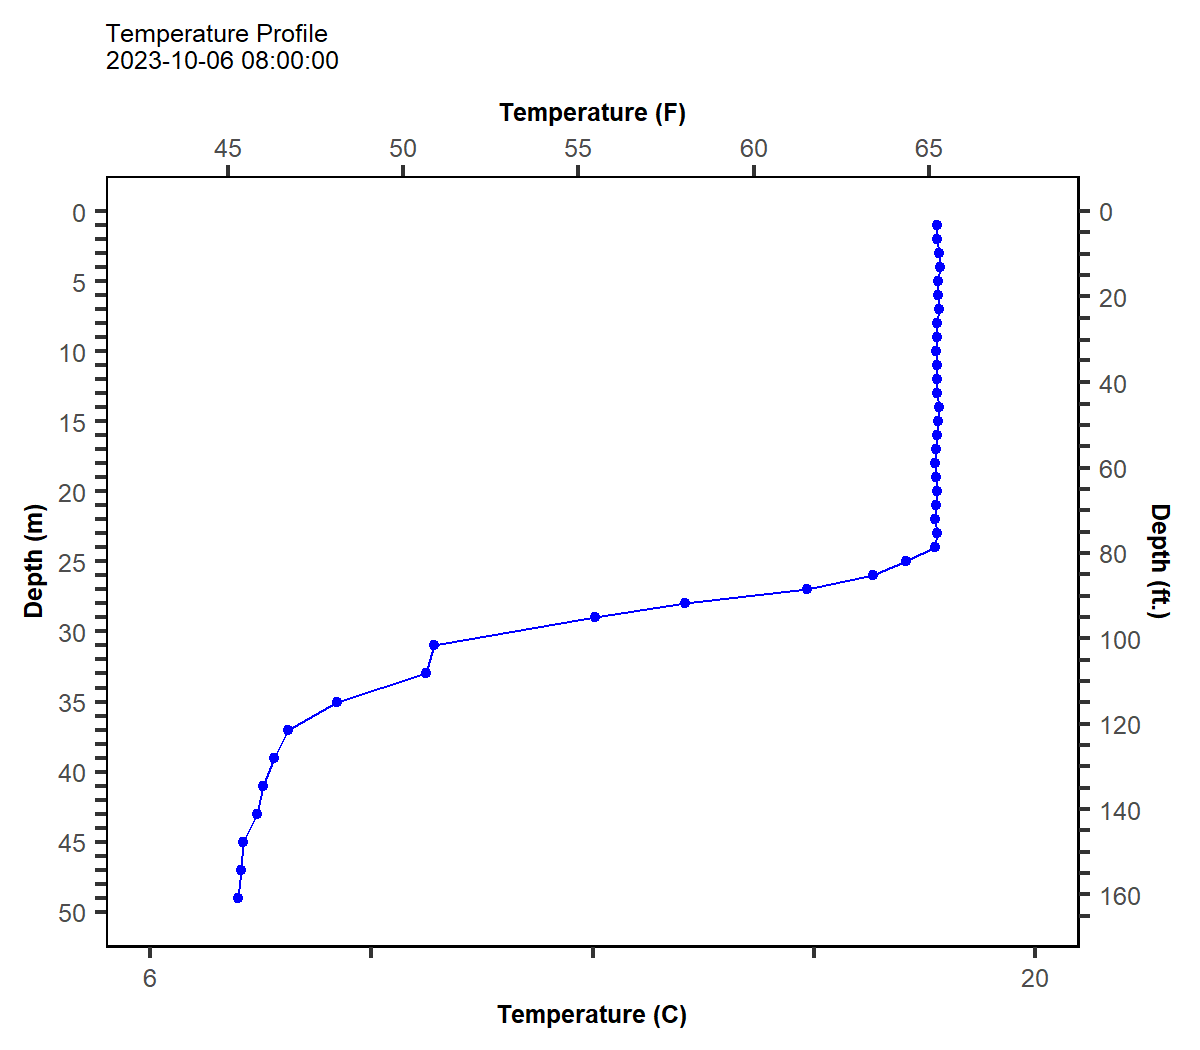 Temperature Profile
2023-10-06 08:00:00
Temperature (F)
45 50 55 60 65
0 0
5 20
10 40
15 60
20 80
25 100
30 120
35 140
40 160
45
50
Depth (m)
Depth (ft.)
6 20
Temperature (C)